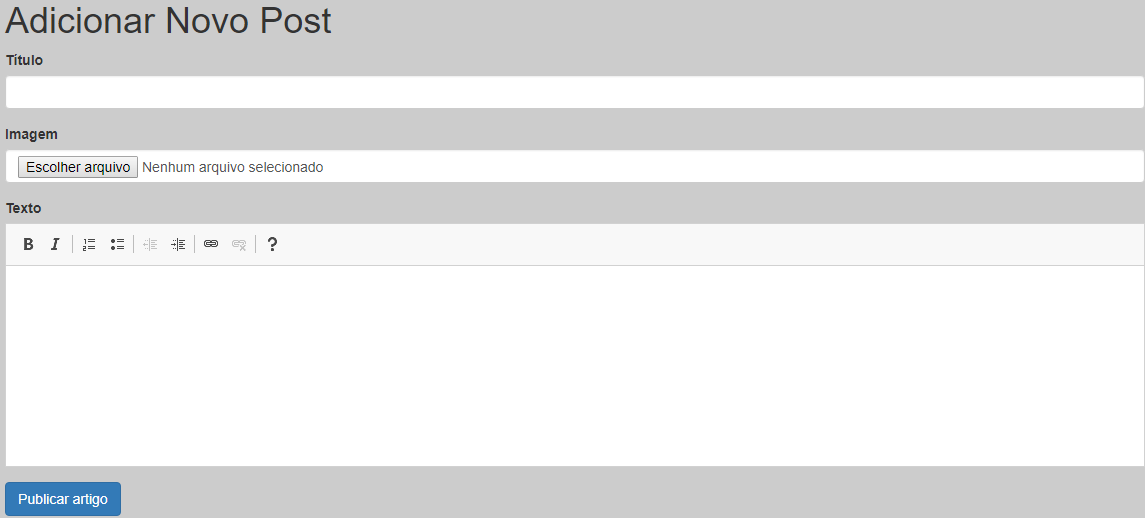 Adicionar Novo Post
Título
Imagem
Escolher arquivo Nenhum arquivo selecionado
Texto
B I ?
Publicar artigo